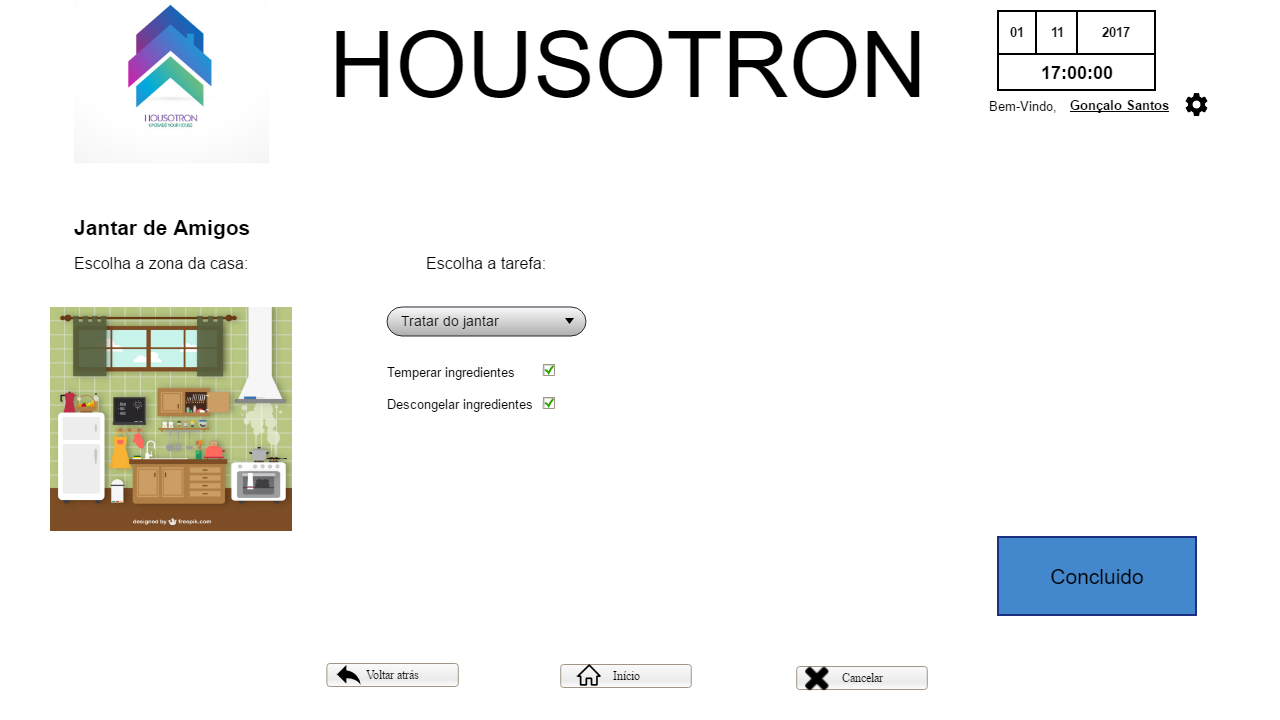 HOUSOTRON
UPGRADE YOUR HOUSE
HOUSOTRON
01 11 2017
17:00:00
Bem-Vindo, Gonçalo Santos
Jantar de Amigos
Escolha a zona da casa:
Escolha a tarefa:
Tratar do jantar
Temperar ingredientes
Descongelar ingredientes
designed by freepik.com
Concluido
Voltar atrás
Início
Cancelar